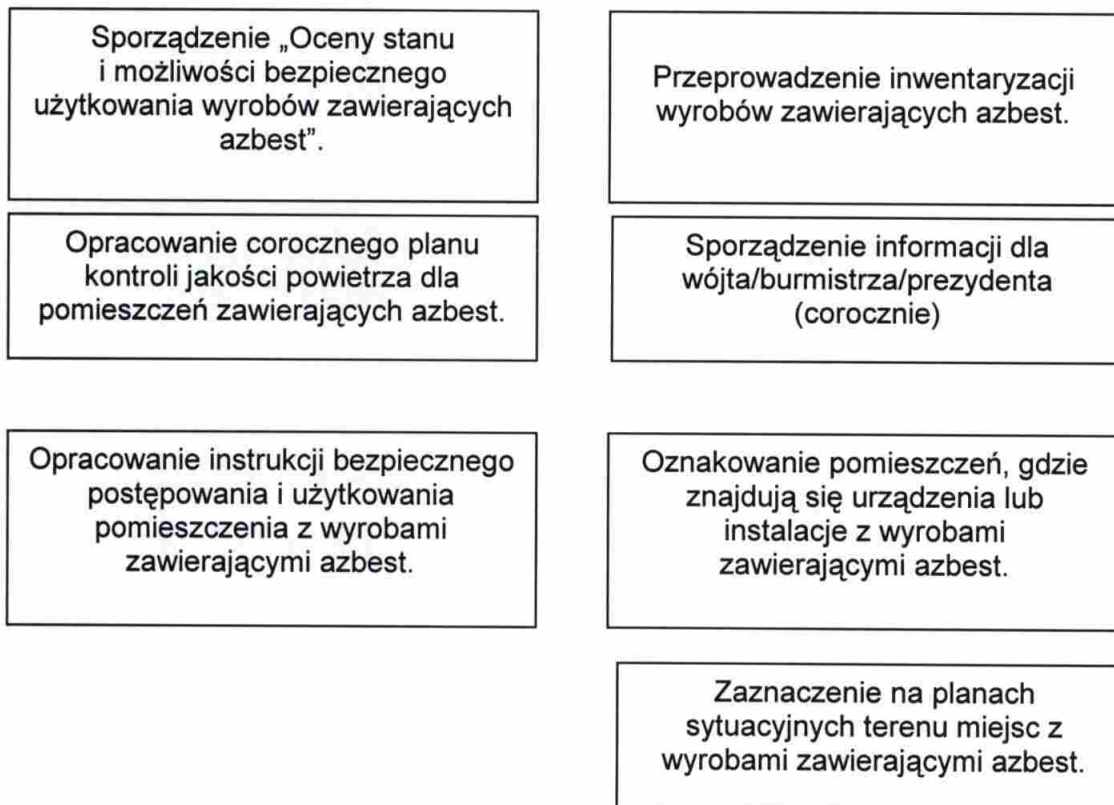 Sporządzenie „Oceny stanu
i możliwości bezpiecznego
użytkowania wyrobów zawierających
azbest”.
Przeprowadzenie inwentaryzacji
wyrobów zawierających azbest.
Opracowanie corocznego planu
kontroli jakości powietrza dla
pomieszczeń zawierających azbest.
Sporządzenie informacji dla
wójta/burmistrza/prezydenta
(corocznie)
Opracowanie instrukcji bezpiecznego
postępowania i użytkowania
pomieszczenia z wyrobami
zawierającymi azbest.
Oznakowanie pomieszczeń, gdzie
znajdują się urządzenia lub
instalacje z wyrobami
zawierającymi azbest.
Zaznaczenie na planach
sytuacyjnych terenu miejsc z
wyrobami zawierającymi azbest.